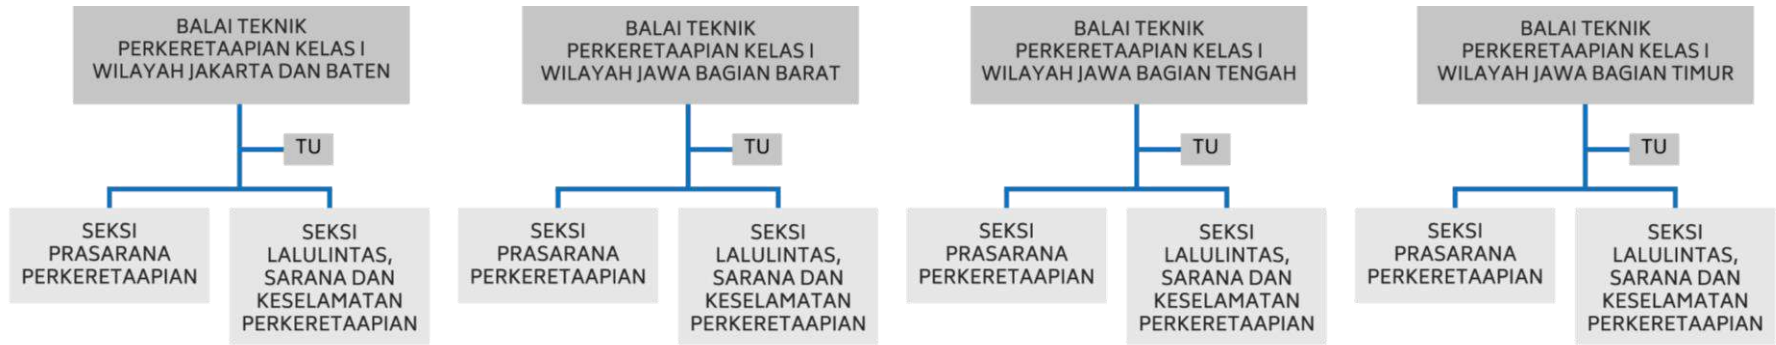 BALAI TEKNIK
PERKERETAAPIAN KELAS I
WILAYAH JAKARTA DAN BATEN
TU
SEKSI
PRASARANA
PERKERETAAPIAN
SEKSI
LALULINTAS,
SARANA DAN
KESELAMATAN
PERKERETAAPIAN
BALAI TEKNIK
PERKERETAAPIAN KELAS I
WILAYAH JAWA BAGIAN BARAT
TU
SEKSI
PRASARANA
PERKERETAAPIAN
SEKSI
LALULINTAS,
SARANA DAN
KESELAMATAN
PERKERETAAPIAN
BALAI TEKNIK
PERKERETAAPIAN KELAS I
WILAYAH JAWA BAGIAN TENGAH
TU
SEKSI
PRASARANA
PERKERETAAPIAN
SEKSI
LALULINTAS,
SARANA DAN
KESELAMATAN
PERKERETAAPIAN
BALAI TEKNIK
PERKERETAAPIAN KELAS I
WILAYAH JAWA BAGIAN TIMUR
TU
SEKSI
PRASARANA
PERKERETAAPIAN
SEKSI
LALULINTAS,
SARANA DAN
KESELAMATAN
PERKERETAAPIAN